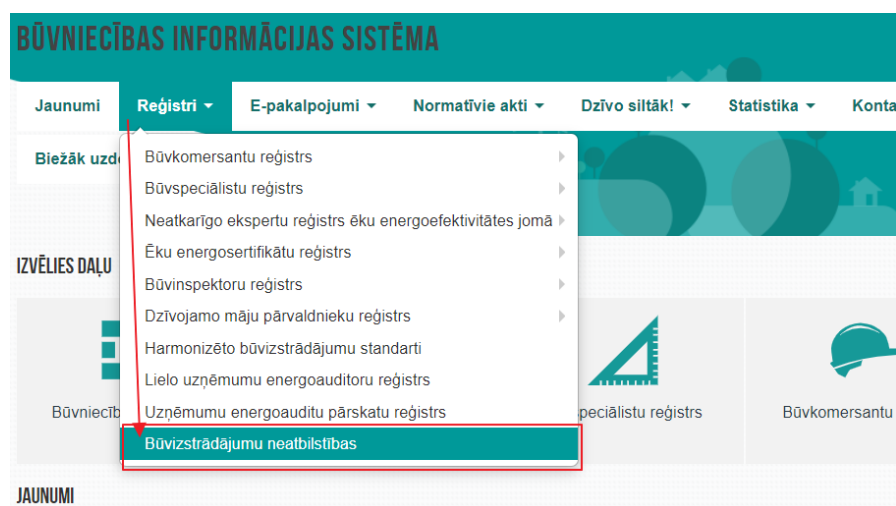 BŪVNIECĪBAS INFORMĀCIJAS SISTĒMA
Jaunumi Reģistri E-pakalpojumi Normatīvie akti Dzīvo siltāk! Statistika Konta
Biežāk uzd
Būvkomersantu reģistrs
Būvspeciālistu reģistrs
Neatkarīgo ekspertu reģistrs ēku energoefektivitātes jomā
Ēku energosertifikātu reģistrs
Būvinspektoru reģistrs
Dzīvojamo māju pārvaldnieku reģistrs
Harmonizēto būvizstrādājumu standarti
Lielo uzņēmumu energoauditoru reģistrs
Uzņēmumu energoauditu pārskatu reģistrs
Būvizstrādājumu neatbilstības
IZVĒLIES DAĻU
Būvniecīb peciālistu reģistrs Būvkomersantu
JAUNUMI